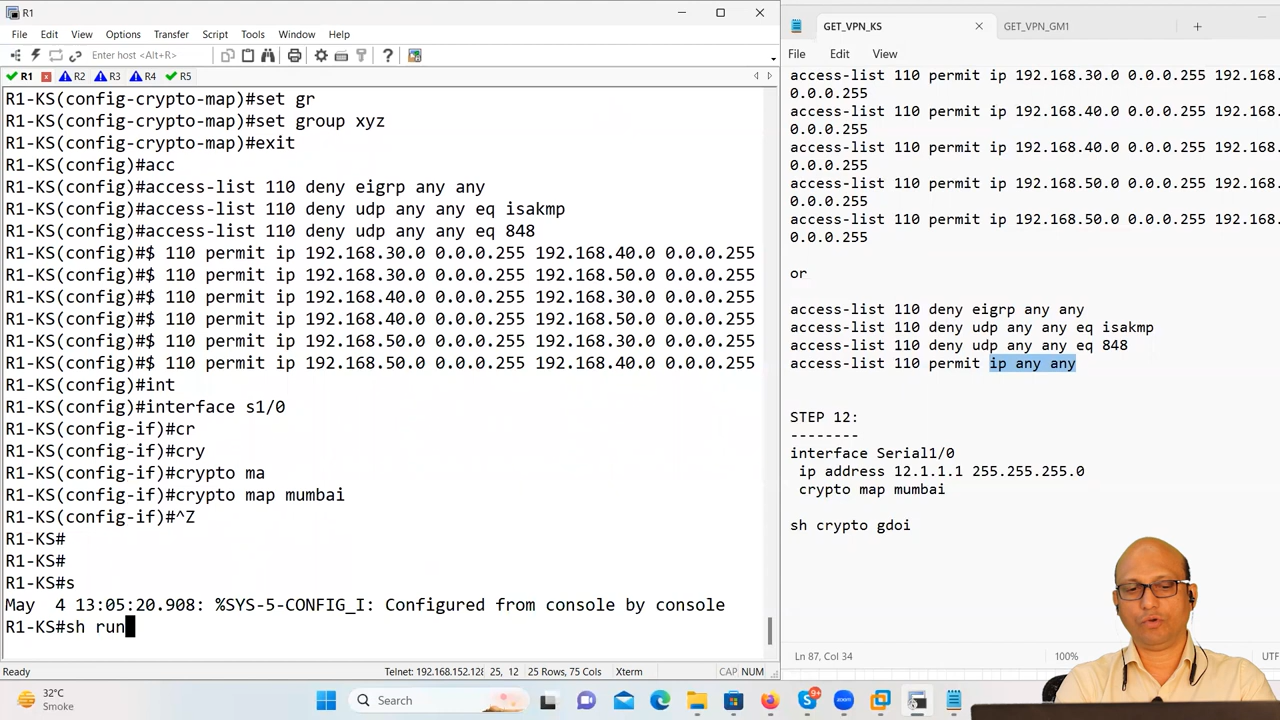 R1
File Edit View Options Transfer Script Tools Window Help
Enter host <Alt+R>
R1 R2 R3 R4 R5
R1-KS(config-crypto-map)#set gr
R1-KS(config-crypto-map)#set group xyz
R1-KS(config-crypto-map)#exit
R1-KS(config)#acc
R1-KS(config)#access-list 110 deny eigrp any any
R1-KS(config)#access-list 110 deny udp any any eq isakmp
R1-KS(config)#access-list 110 deny udp any any eq 848
R1-KS(config)#$ 110 permit ip 192.168.30.0 0.0.0.255 192.168.40.0 0.0.0.255
R1-KS(config)#$ 110 permit ip 192.168.30.0 0.0.0.255 192.168.50.0 0.0.0.255
R1-KS(config)#$ 110 permit ip 192.168.40.0 0.0.0.255 192.168.30.0 0.0.0.255
R1-KS(config)#$ 110 permit ip 192.168.40.0 0.0.0.255 192.168.50.0 0.0.0.255
R1-KS(config)#$ 110 permit ip 192.168.50.0 0.0.0.255 192.168.30.0 0.0.0.255
R1-KS(config)#$ 110 permit ip 192.168.50.0 0.0.0.255 192.168.40.0 0.0.0.255
R1-KS(config)#int
R1-KS(config)#interface s1/0
R1-KS(config-if)#cr
R1-KS(config-if)#cry
R1-KS(config-if)#crypto ma
R1-KS(config-if)#crypto map mumbai
R1-KS(config-if)#^Z
R1-KS#
R1-KS#
R1-KS#s
May  4 13:05:20.908: %SYS-5-CONFIG_I: Configured from console by console
R1-KS#sh run
Ready Telnet: 192.168.152.128 25, 12 25 Rows, 75 Cols Xterm CAP NUM
GET_VPN_KS GET_VPN_GM1
File Edit View
access-list 110 permit ip 192.168.30.0 0.0.0.255 192.168.
0.0.0.255
access-list 110 permit ip 192.168.40.0 0.0.0.255 192.168.
0.0.0.255
access-list 110 permit ip 192.168.40.0 0.0.0.255 192.168.
0.0.0.255
access-list 110 permit ip 192.168.50.0 0.0.0.255 192.168.
0.0.0.255
access-list 110 permit ip 192.168.50.0 0.0.0.255 192.168.
0.0.0.255
or
access-list 110 deny eigrp any any
access-list 110 deny udp any any eq isakmp
access-list 110 deny udp any any eq 848
access-list 110 permit ip any any
STEP 12:
--------
interface Serial1/0
ip address 12.1.1.1 255.255.255.0
crypto map mumbai
sh crypto gdoi
Ln 87, Col 34 100% UTF
32°C
Smoke
Search
9+
zoom